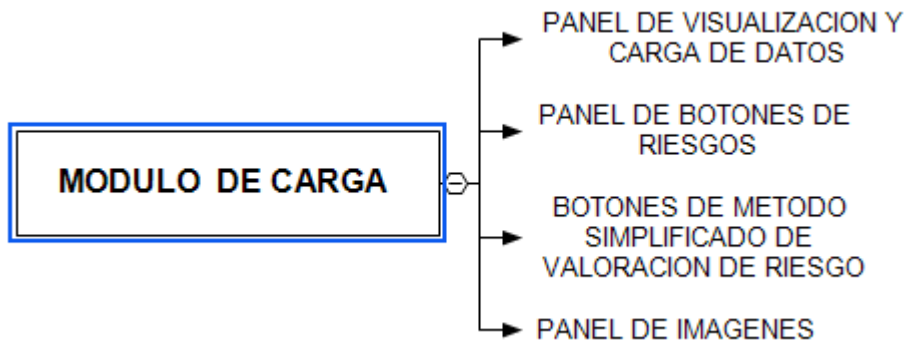 PANEL DE VISUALIZACION Y
CARGA DE DATOS
PANEL DE BOTONES DE
RIESGOS
MODULO DE CARGA
BOTONES DE METODO
SIMPLIFICADO DE
VALORACION DE RIESGO
PANEL DE IMAGENES